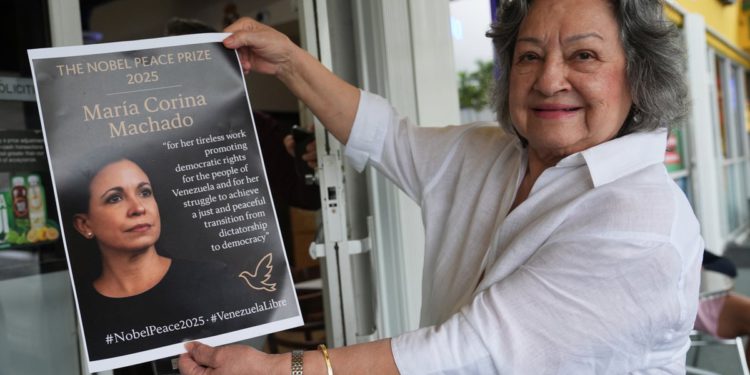 THE NOBEL PEACE PRIZE
2025
María Corina
Machado
"for her tireless work
promoting
democratic rights
for the people of
Venezuela and for her
struggle to achieve
a just and peaceful
transition from
dictatorship
to democracy"
#NobelPeace2025 · #VenezuelaLibre